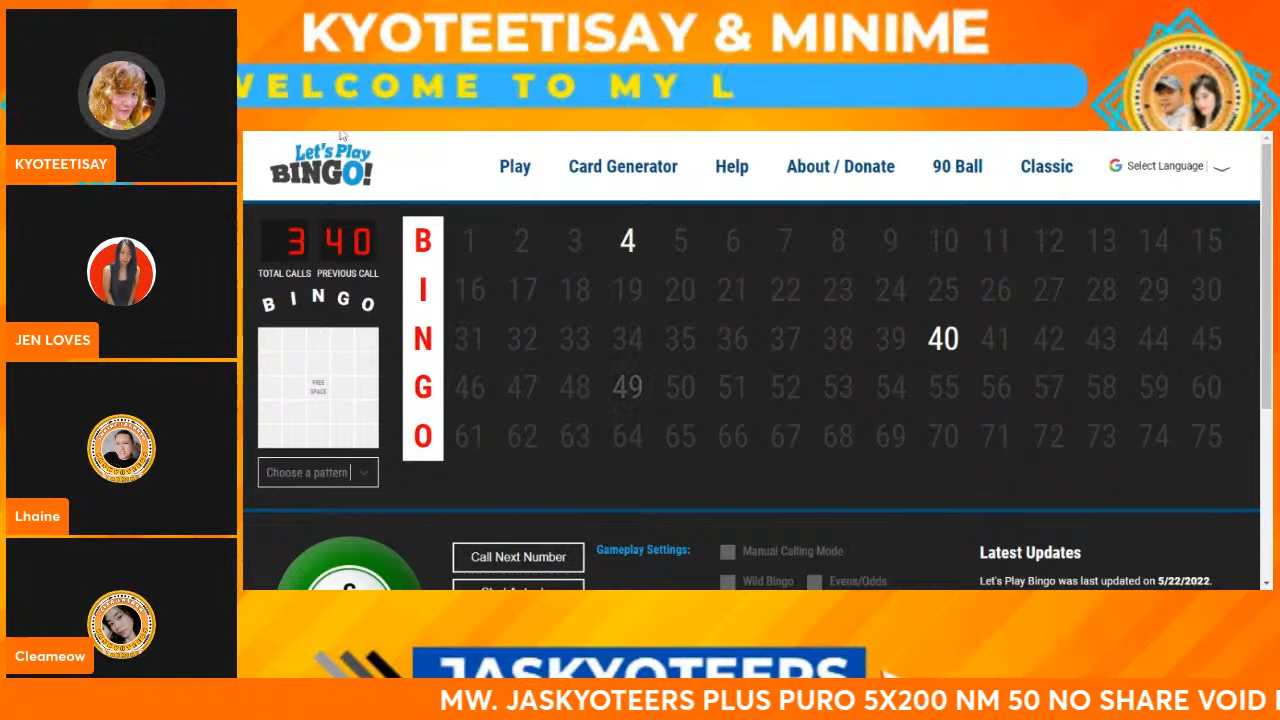 KYOTEETISAY & MINIME
WELCOME TO MY L
KYOTEETISAY
JEN LOVES
Lhaine
Cleameow
Let's Play
BINGO!
Play Card Generator Help About / Donate 90 Ball Classic Select Language
3 40
TOTAL CALLS PREVIOUS CALL
B I N G O
FREE
SPACE
Choose a pattern
B 1 2 3 4 5 6 7 8 9 10 11 12 13 14 15
I 16 17 18 19 20 21 22 23 24 25 26 27 28 29 30
N 31 32 33 34 35 36 37 38 39 40 41 42 43 44 45
G 46 47 48 49 50 51 52 53 54 55 56 57 58 59 60
O 61 62 63 64 65 66 67 68 69 70 71 72 73 74 75
Call Next Number
Gameplay Settings:
Manual Calling Mode
Wild Bingo Evens/Odds
Latest Updates
Let's Play Bingo was last updated on 5/22/2022.
JASKYOTEERS
MW. JASKYOTEERS PLUS PURO 5X200 NM 50 NO SHARE VOID